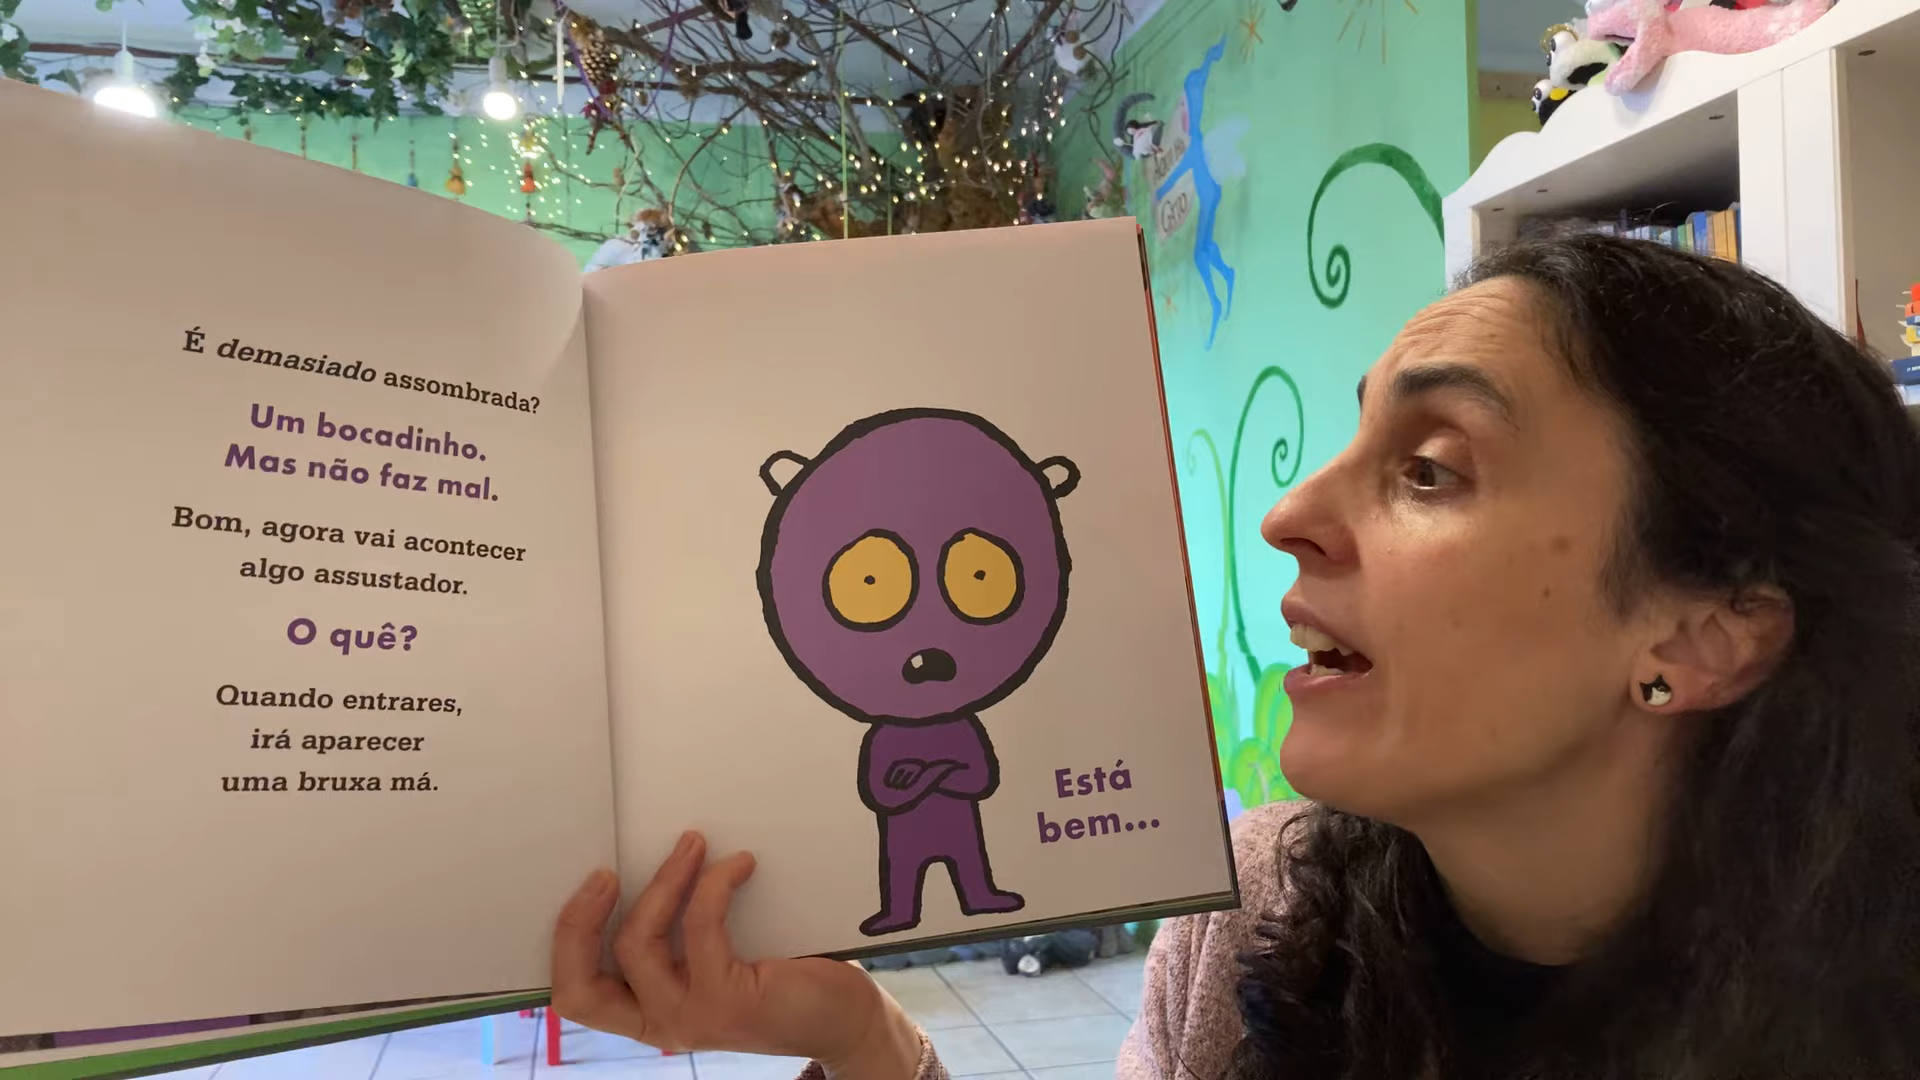 É demasiado assombrada?
Um bocadinho.
Mas não faz mal.
Bom, agora vai acontecer
algo assustador.
O quê?
Quando entrares,
irá aparecer
uma bruxa má.
Está
bem...